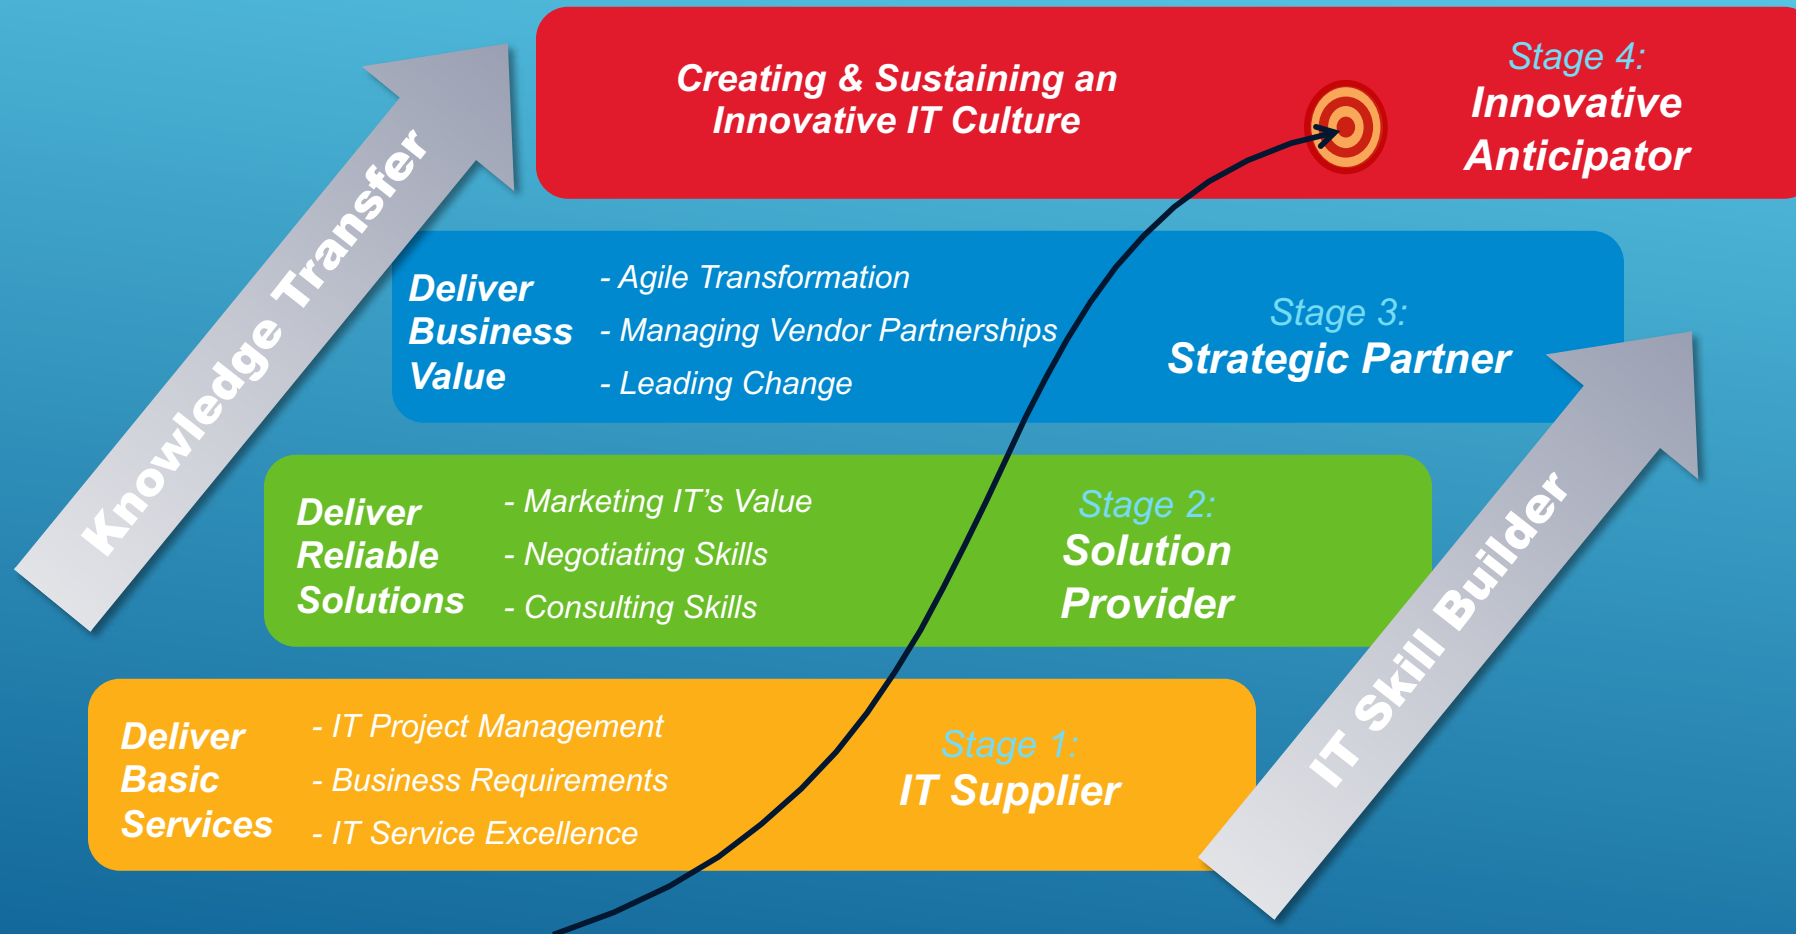 Creating & Sustaining an
Innovative IT Culture
Stage 4:
Innovative
Anticipator
Knowledge Transfer
Deliver
Business
Value
- Agile Transformation
- Managing Vendor Partnerships
- Leading Change
Stage 3:
Strategic Partner
Deliver
Reliable
Solutions
- Marketing IT’s Value
- Negotiating Skills
- Consulting Skills
Stage 2:
Solution
Provider
IT Skill Builder
Deliver
Basic
Services
- IT Project Management
- Business Requirements
- IT Service Excellence
Stage 1:
IT Supplier